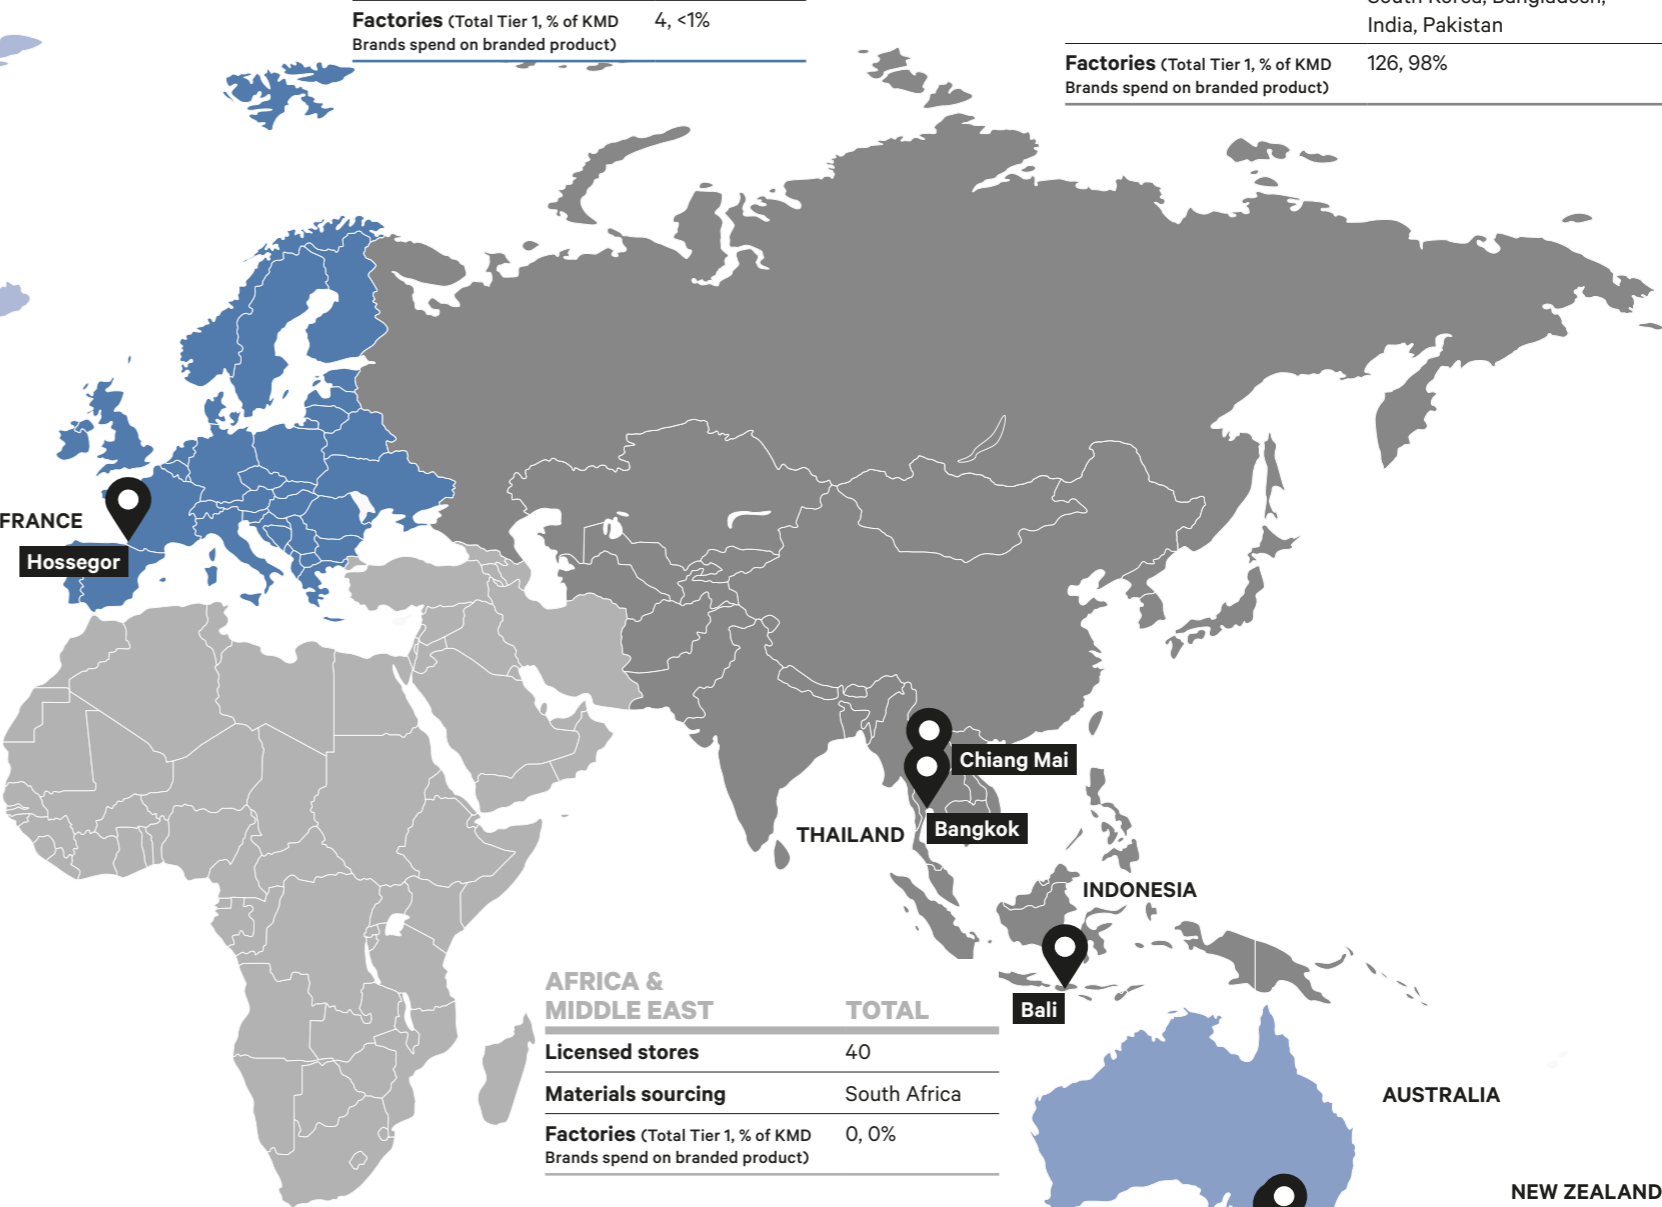 Factories (Total Tier 1, % of KMD 4, <1%
Brands spend on branded product)
South Korea, Bangladesh,
India, Pakistan
Factories (Total Tier 1, % of KMD 126, 98%
Brands spend on branded product)
FRANCE
Hossegor
Chiang Mai
THAILAND
Bangkok
INDONESIA
Bali
AFRICA &
MIDDLE EAST TOTAL
Licensed stores 40
Materials sourcing South Africa
Factories (Total Tier 1, % of KMD 0, 0%
Brands spend on branded product)
AUSTRALIA
NEW ZEALAND